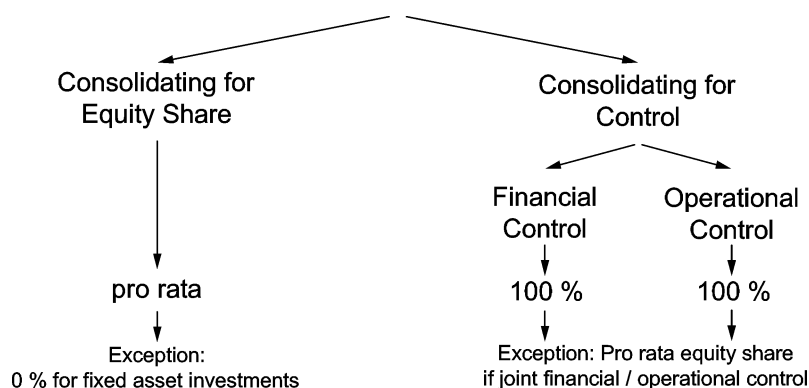 Consolidating for
Equity Share
Consolidating for
Control
Financial
Control
Operational
Control
pro rata
100 %
100 %
Exception:
0 % for fixed asset investments
Exception: Pro rata equity share
if joint financial / operational control